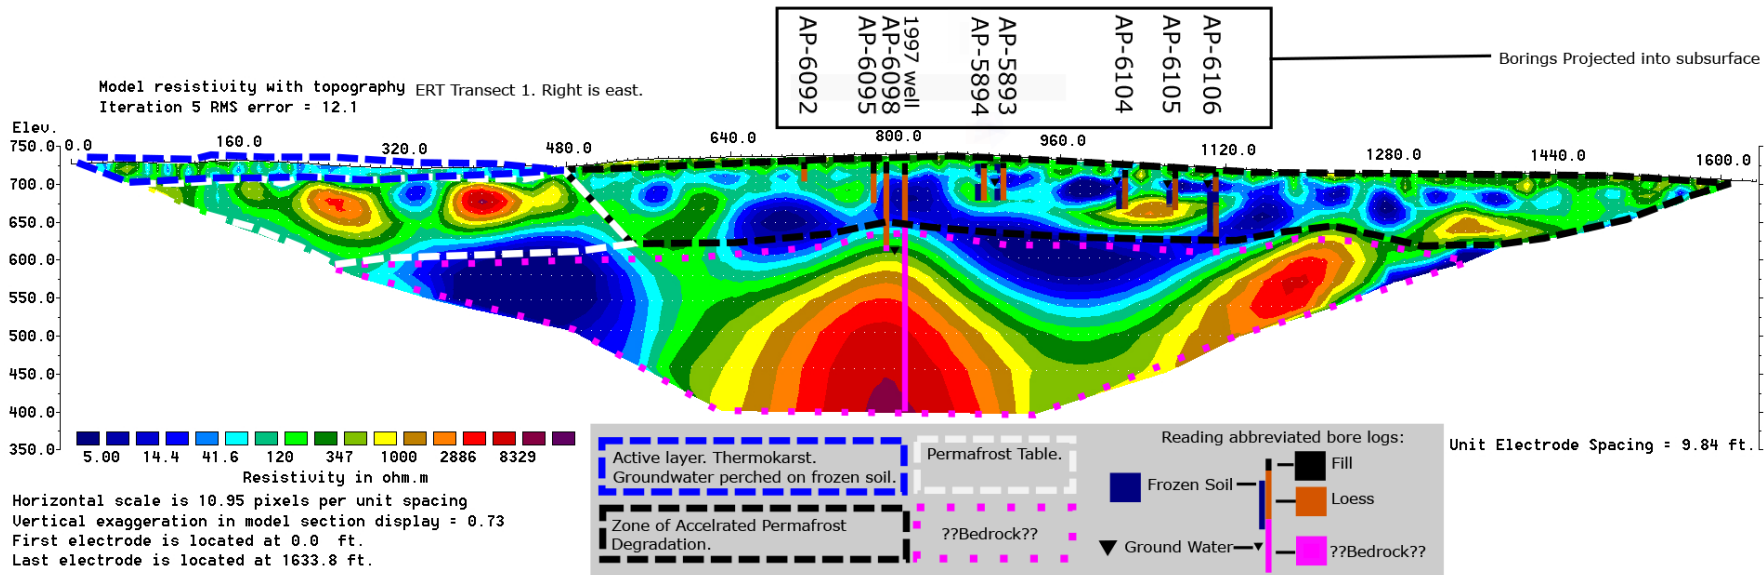 AP-6092
AP-6095
AP-6098
1997 well
AP-5894
AP-5893
AP-6104
AP-6105
AP-6106
Borings Projected into subsurface
Model resistivity with topography ERT Transect 1. Right is east.
Iteration 5 RMS error = 12.1
Elev.
0.0 160.0 320.0 480.0 640.0 800.0 960.0 1120.0 1280.0 1440.0 1600.0
750.0
700.0
650.0
600.0
550.0
500.0
450.0
400.0
350.0
5.00 14.4 41.6 120 347 1000 2886 8329
Resistivity in ohm.m
Horizontal scale is 10.95 pixels per unit spacing
Vertical exaggeration in model section display = 0.73
First electrode is located at 0.0 ft.
Last electrode is located at 1633.8 ft.
Active layer. Thermokarst.
Groundwater perched on frozen soil.
Zone of Accelrated Permafrost
Degradation.
Permafrost Table.
??Bedrock??
Reading abbreviated bore logs:
Frozen Soil
Ground Water
Fill
Loess
??Bedrock??
Unit Electrode Spacing = 9.84 ft.